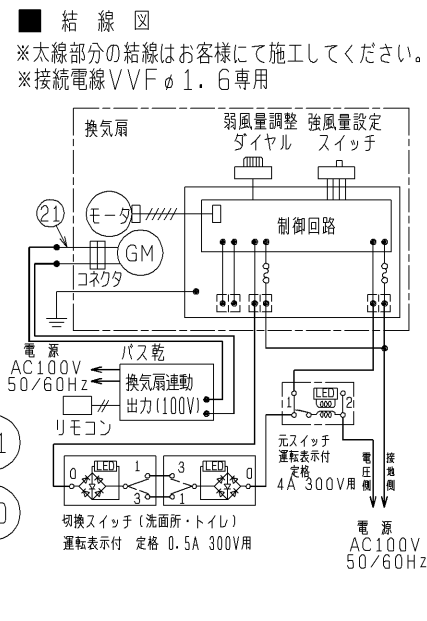 ■ 結線図
※太線部分の結線はお客様にて施工してください。
※接続電線VVFφ1.6専用
換気扇
弱風量調整
ダイヤル
強風量設定
スイッチ
21
モータ
制御回路
GM
コネクタ
電源
AC100V
50/60Hz
バス乾
換気扇連動
出力(100V)
リモコン
LED
1
2
元スイッチ
運転表示付
定格
4A 300V用
電圧側
接地側
0
LED
1
3
3
1
LED
0
切換スイッチ(洗面所・トイレ)
運転表示付 定格 0.5A 300V用
電源
AC100V
50/60Hz